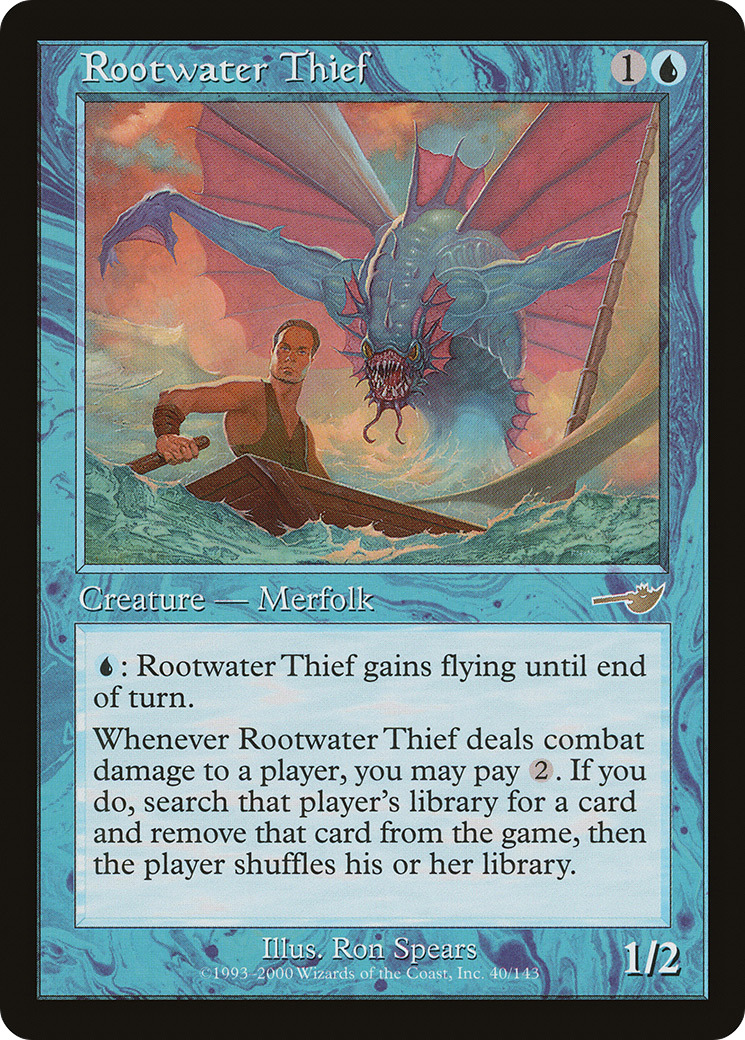 Rootwater Thief 1
Creature — Merfolk
: Rootwater Thief gains flying until end
of turn.
Whenever Rootwater Thief deals combat
damage to a player, you may pay 2. If you
do, search that player's library for a card
and remove that card from the game, then
the player shuffles his or her library.
Illus. Ron Spears
©1993-2000 Wizards of the Coast, Inc. 40/143
1/2